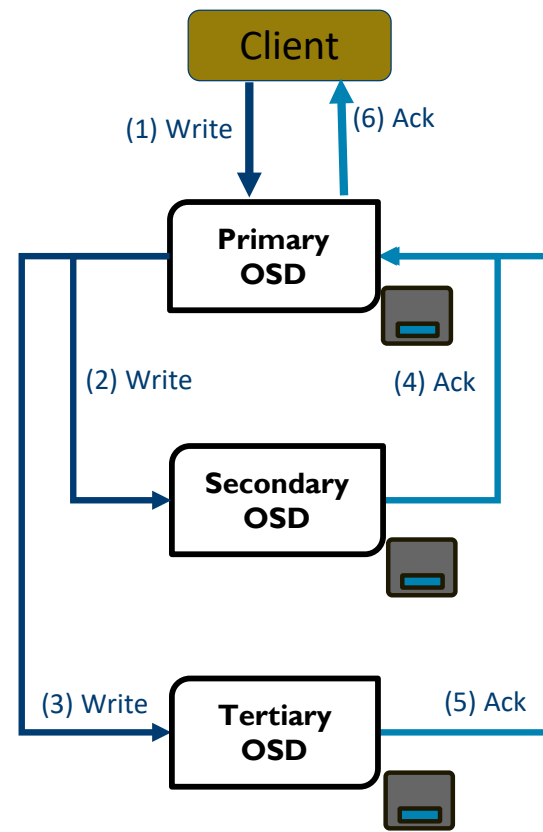 Client
(1) Write
(6) Ack
Primary
OSD
(2) Write
(4) Ack
Secondary
OSD
(3) Write
Tertiary
OSD
(5) Ack